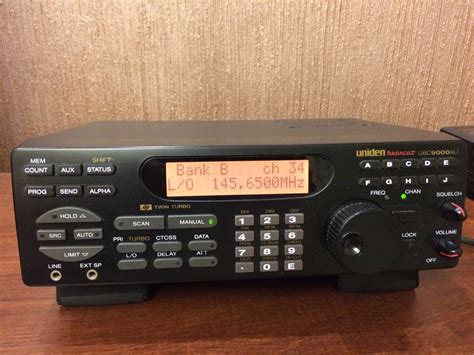 MEM SHIFT
COUNT AUX STATUS
PROG SEND ALPHA
Bank B ch 34
L/O 145.6500MHz
uniden Bearcat UBC9000XLT
A B C D E
F G H I J
FREQ CHAN
SQUELCH
TWIN TURBO
HOLD
SCAN MANUAL
SRC AUTO
PRI TURBO CTCSS DATA
LIMIT
L/O DELAY ATT
LINE EXT SP
1 2 3
4 5 6
7 8 9
. 0 E
LOCK
VOLUME